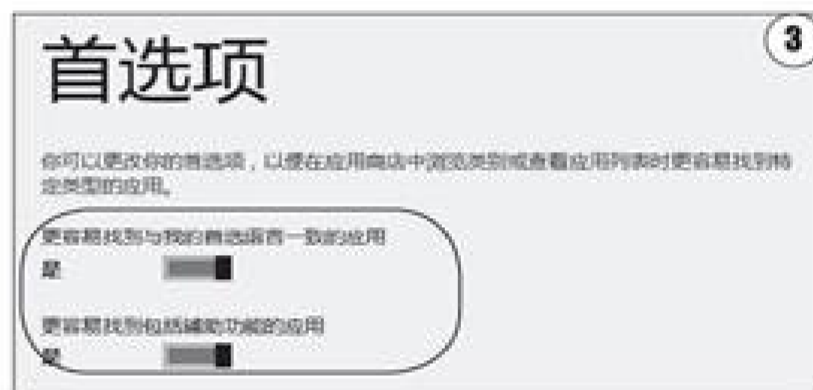 首选项
3
你可以更改你的首选项，以便在应用商店中浏览类别或查看应用列表时更容易找到特
定类型的应用。
更容易找到与我的首选语言一致的应用
是
更容易找到包括辅助功能的应用
是